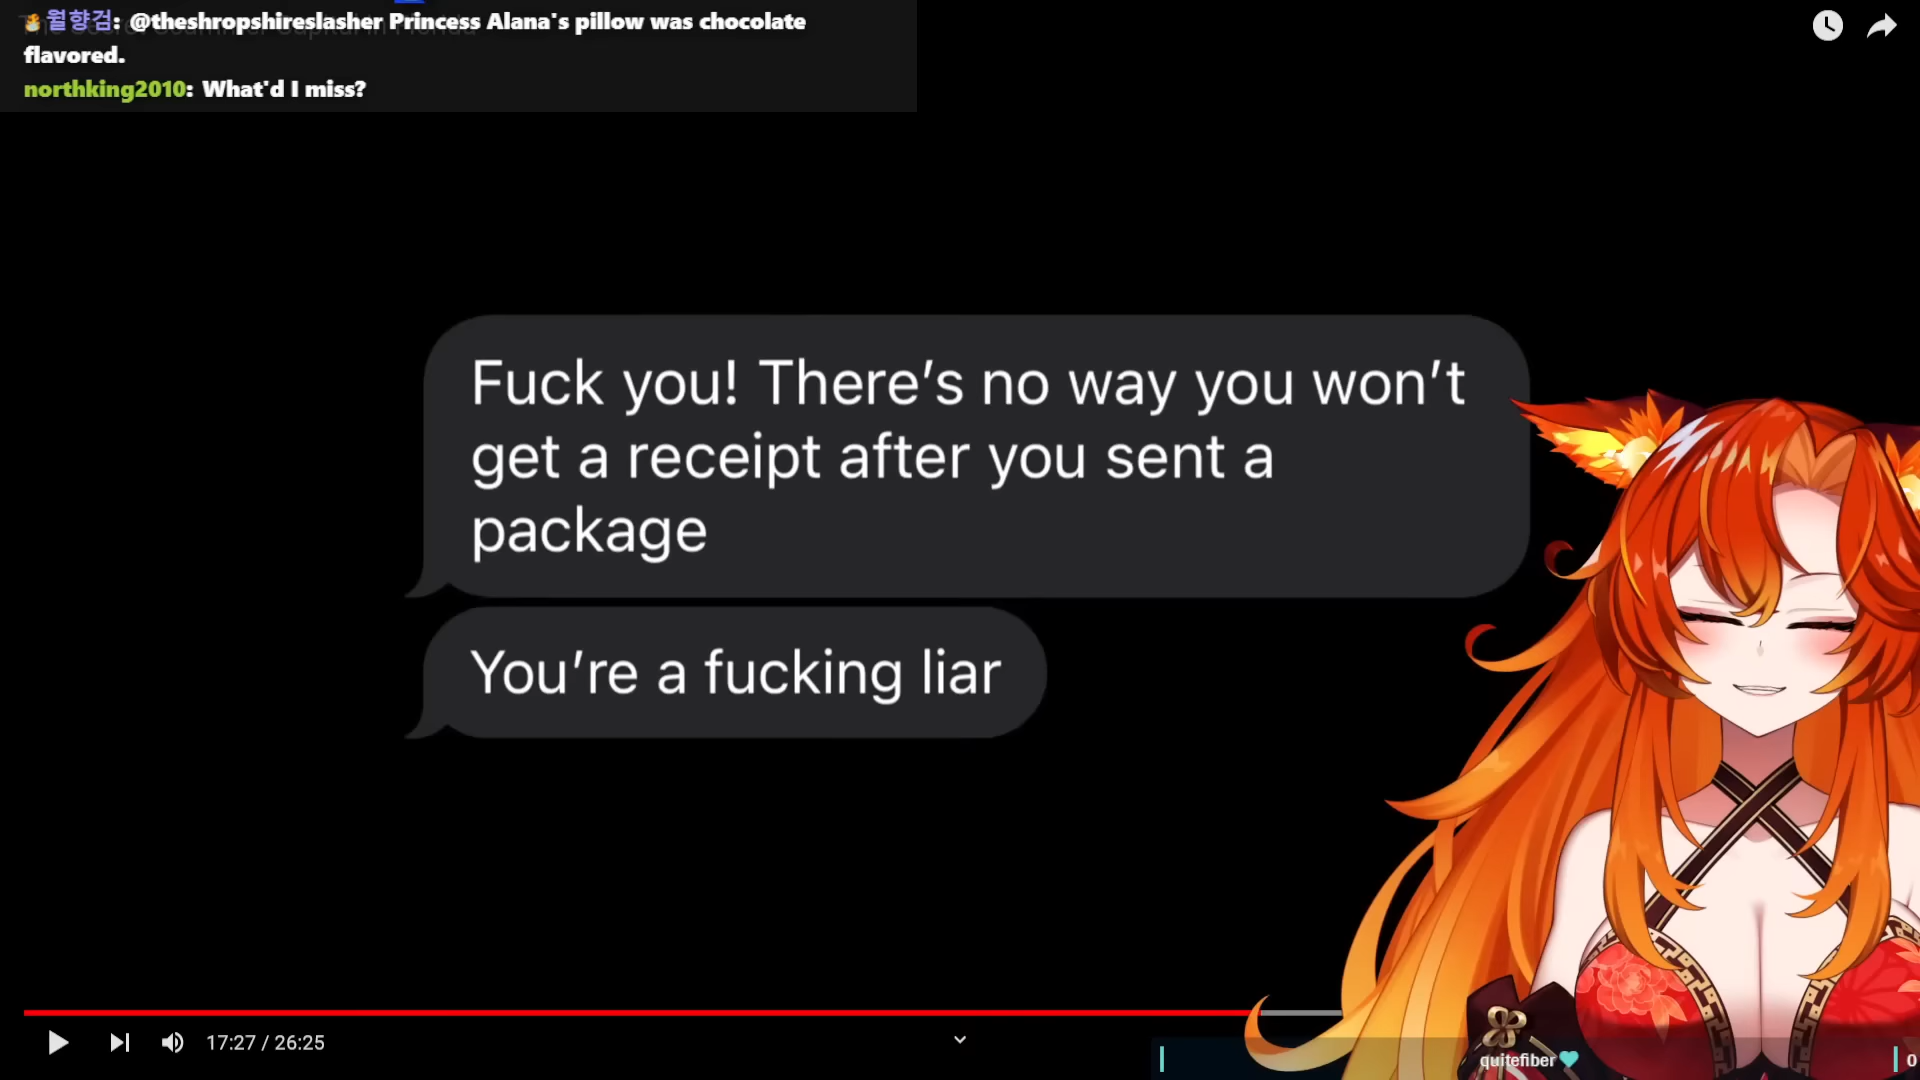 월향검: @theshropshireslasher Princess Alana's pillow was chocolate
flavored.
northking2010: What'd I miss?
Fuck you! There's no way you won't
get a receipt after you sent a
package
You're a fucking liar
17:27 / 26:25
quitefiber
0